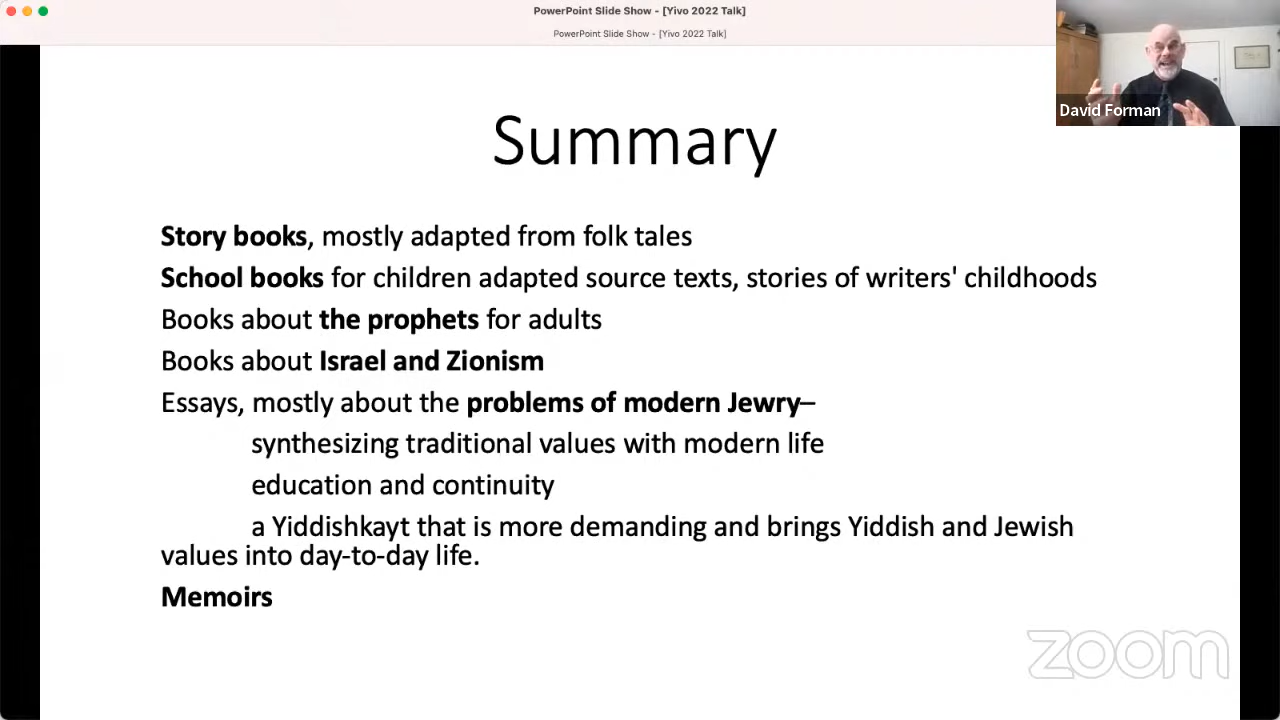 PowerPoint Slide Show - [Yivo 2022 Talk]
PowerPoint Slide Show - [Yivo 2022 Talk]
David Forman
Summary
Story books, mostly adapted from folk tales
School books for children adapted source texts, stories of writers' childhoods
Books about the prophets for adults
Books about Israel and Zionism
Essays, mostly about the problems of modern Jewry–
synthesizing traditional values with modern life
education and continuity
a Yiddishkayt that is more demanding and brings Yiddish and Jewish
values into day-to-day life.
Memoirs
zoom